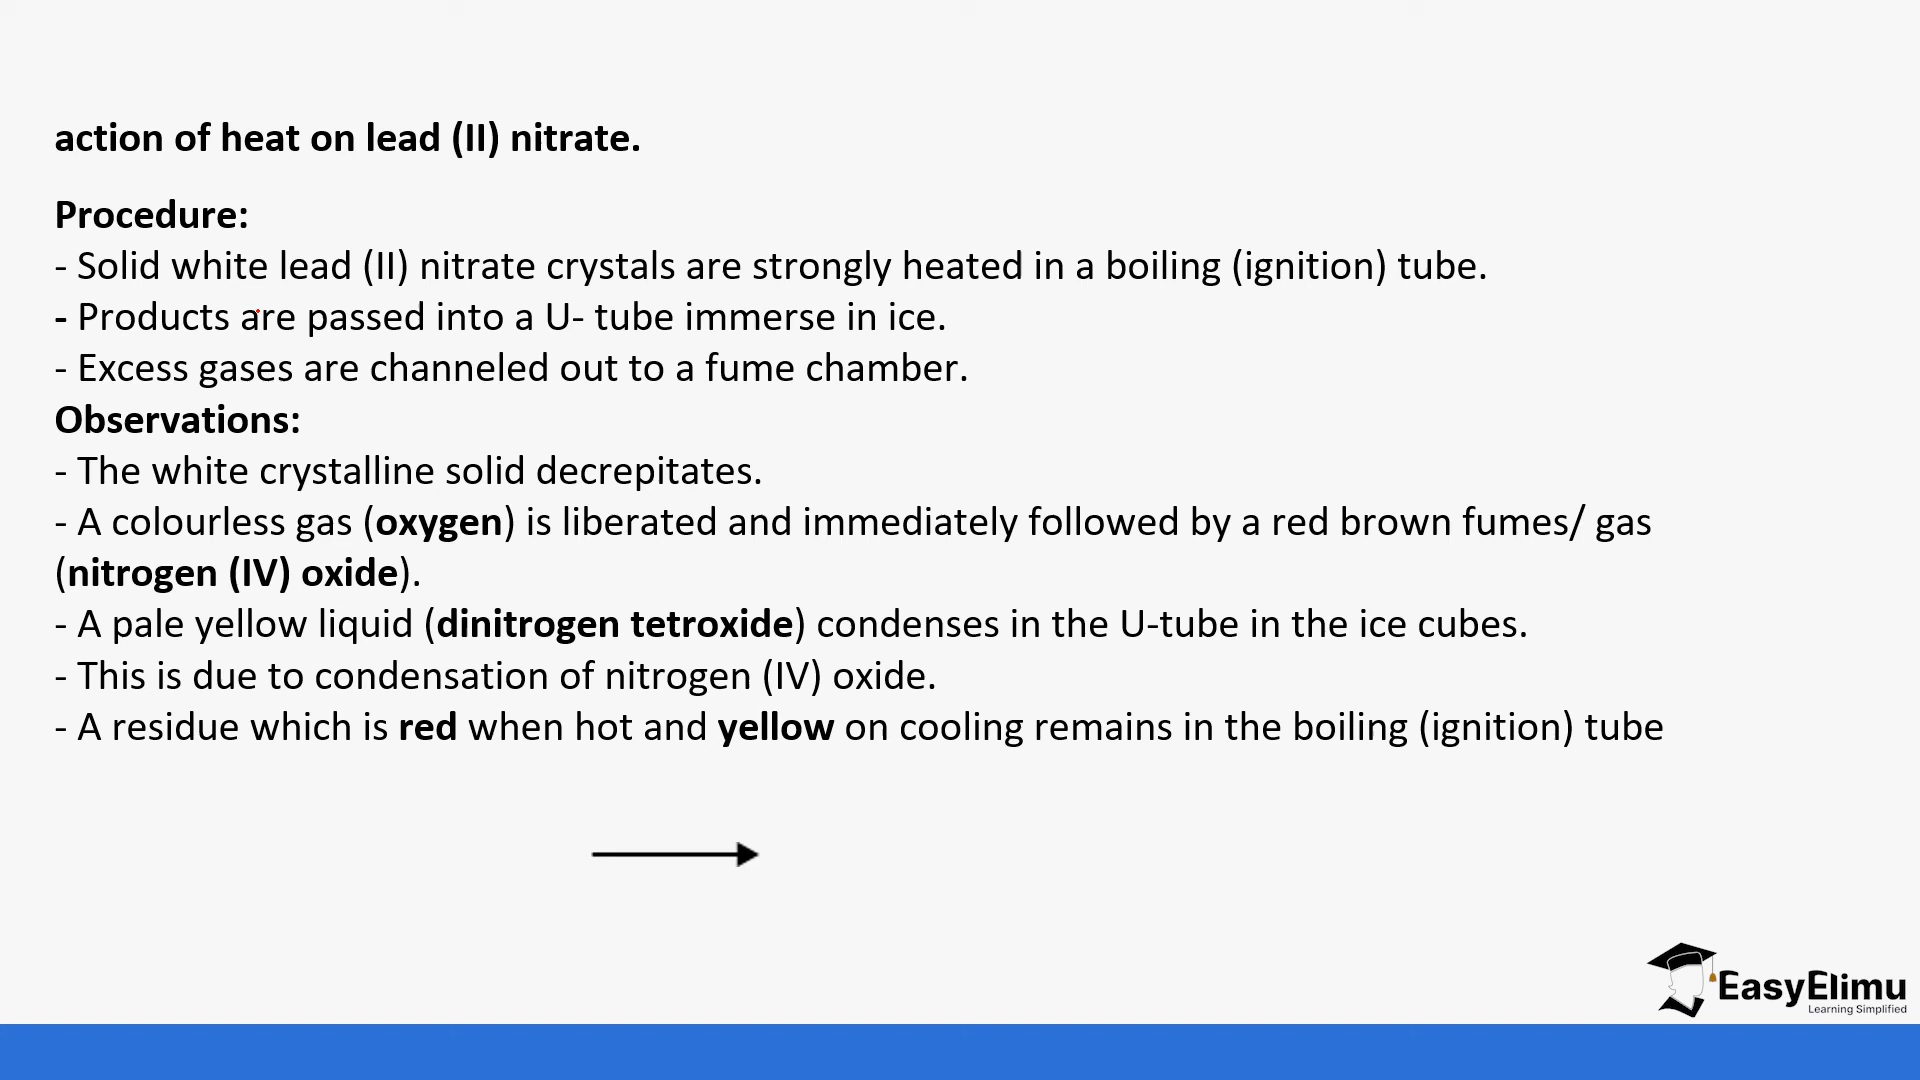 action of heat on lead (II) nitrate.
Procedure:
- Solid white lead (II) nitrate crystals are strongly heated in a boiling (ignition) tube.
- Products are passed into a U- tube immerse in ice.
- Excess gases are channeled out to a fume chamber.
Observations:
- The white crystalline solid decrepitates.
- A colourless gas (oxygen) is liberated and immediately followed by a red brown fumes/ gas
(nitrogen (IV) oxide).
- A pale yellow liquid (dinitrogen tetroxide) condenses in the U-tube in the ice cubes.
- This is due to condensation of nitrogen (IV) oxide.
- A residue which is red when hot and yellow on cooling remains in the boiling (ignition) tube
EasyElimu
Learning Simplified